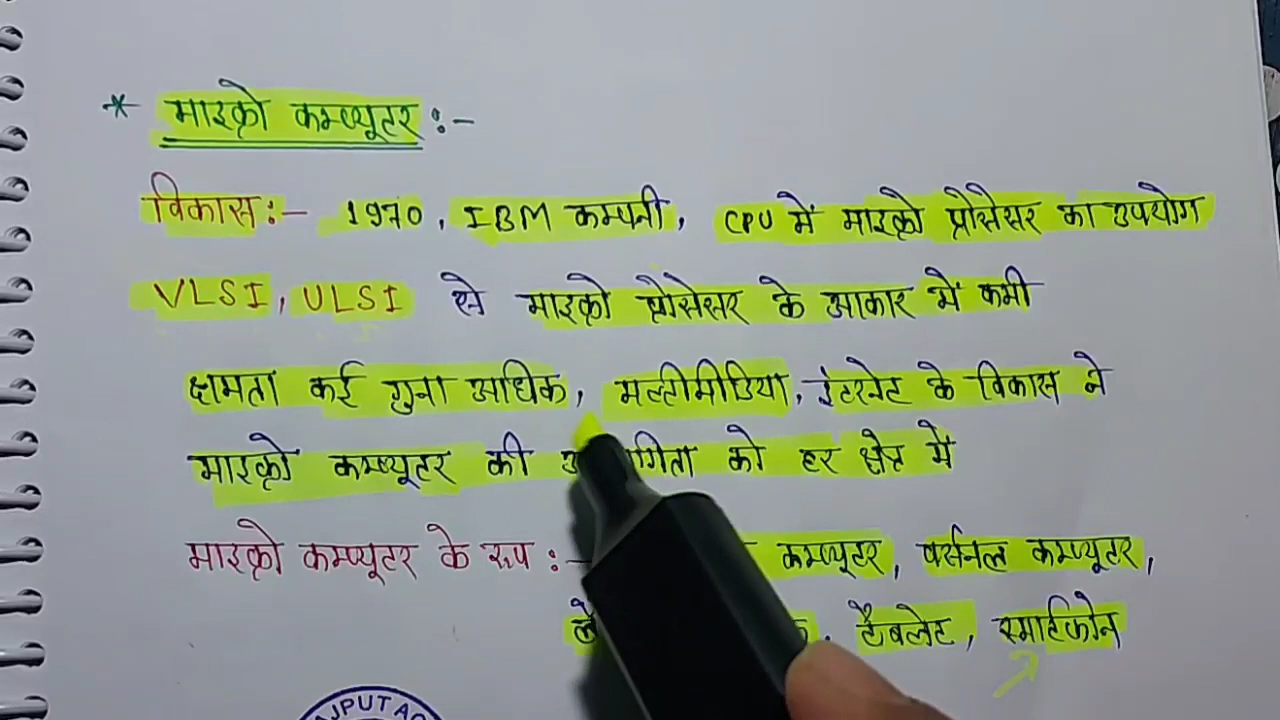 * माइक्रो कम्प्यूटर :-
विकास :- 1970, IBM कम्पनी, CPU में माइक्रो प्रोसेसर का उपयोग
VLSI, ULSI से माइक्रो प्रोसेसर के आकार में कमी
क्षमता कई गुना अधिक, मल्टीमीडिया, इंटरनेट के विकास ने
माइक्रो कम्प्यूटर की को हर क्षेत्र में
माइक्रो कम्प्यूटर के रूप :- कम्प्यूटर, पर्सनल कम्प्यूटर,
टैबलेट, स्मार्टफोन